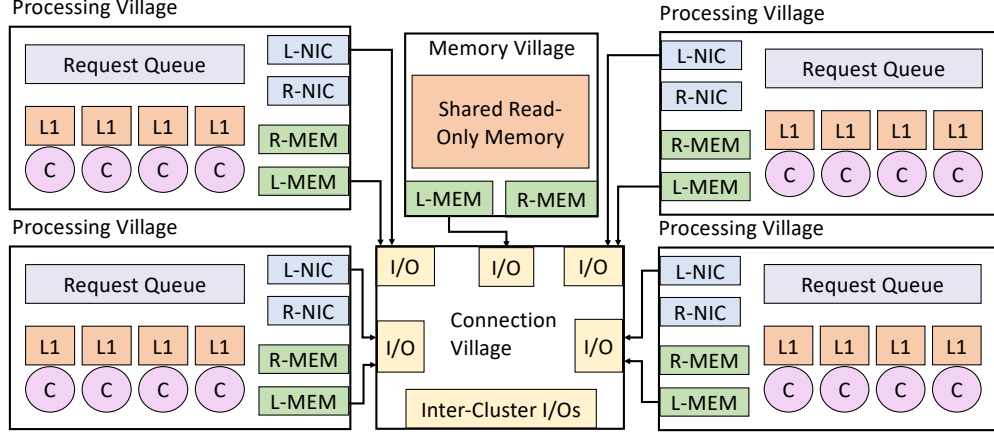 Processing Village
Request Queue
L1 L1 L1 L1
C C C C
L-NIC
R-NIC
R-MEM
L-MEM
Memory Village
Shared Read-
Only Memory
L-MEM R-MEM
Processing Village
L-NIC
R-NIC
R-MEM
L-MEM
Request Queue
L1 L1 L1 L1
C C C C
Processing Village
Request Queue
L1 L1 L1 L1
C C C C
L-NIC
R-NIC
R-MEM
L-MEM
I/O I/O I/O
I/O
Connection
Village
I/O
Inter-Cluster I/Os
Processing Village
L-NIC
R-NIC
R-MEM
L-MEM
Request Queue
L1 L1 L1 L1
C C C C